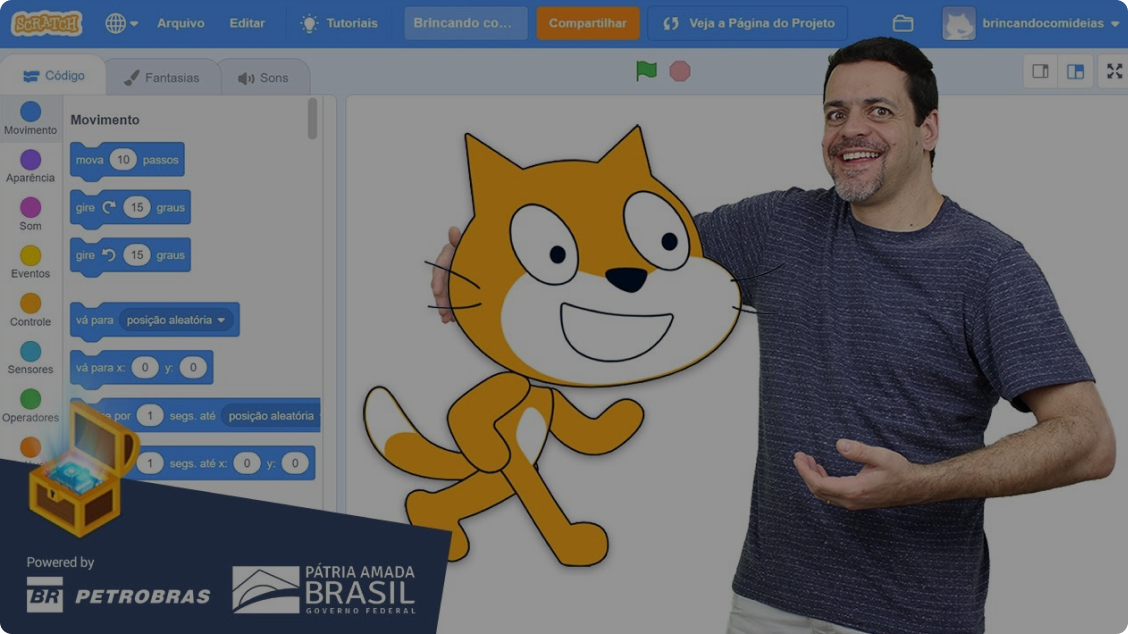 SCRATCH
Arquivo
Editar
Tutoriais
Brincando co...
Compartilhar
Veja a Página do Projeto
brincandocomideias
Código
Fantasias
Sons
Movimento
Aparência
Som
Eventos
Controle
Sensores
Operadores
Movimento
mova 10 passos
gire 15 graus
gire 15 graus
vá para posição aleatória
vá para x: 0 y: 0
por 1 segs. até posição aleatória
1 segs. até x: 0 y: 0
Powered by
BR PETROBRAS
PÁTRIA AMADA
BRASIL
GOVERNO FEDERAL